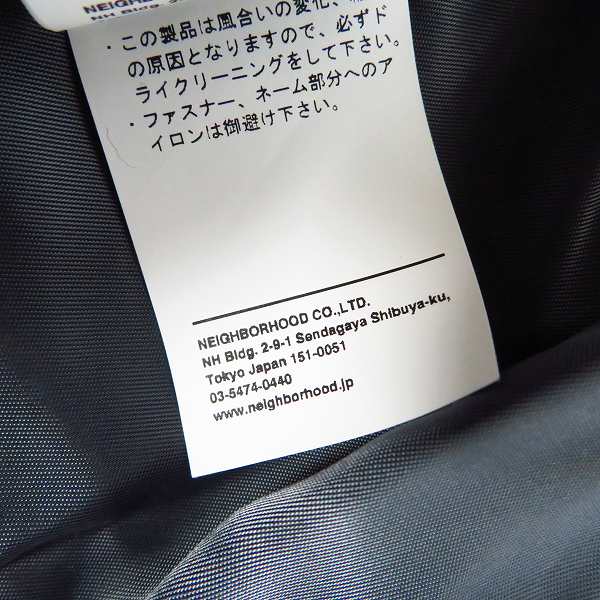 NEIGHBOR
NH Bldg.
・この製品は風合いの変化、
の原因となりますので、必ずド
ライクリーニングをして下さい。
・ファスナー、ネーム部分へのア
イロンは御避け下さい。
NEIGHBORHOOD CO.,LTD.
NH Bldg. 2-9-1 Sendagaya Shibuya-ku,
Tokyo Japan 151-0051
03-5474-0440
www.neighborhood.jp